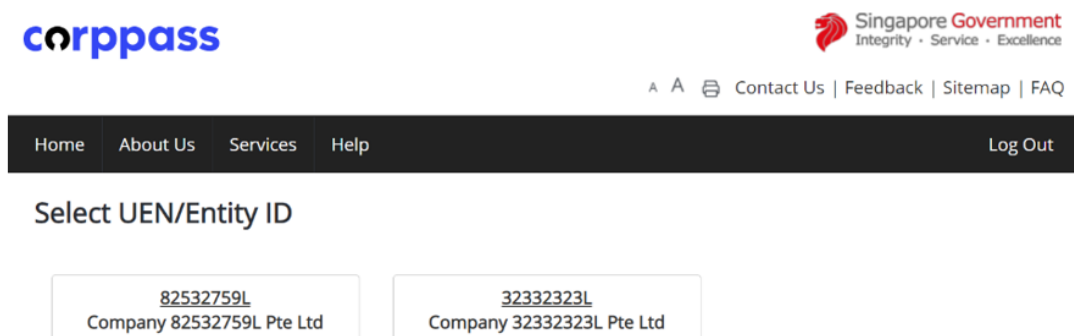 corppass
Singapore Government
Integrity · Service · Excellence
A A Contact Us | Feedback | Sitemap | FAQ
Home About Us Services Help Log Out
Select UEN/Entity ID
82532759L 32332323L
Company 82532759L Pte Ltd Company 32332323L Pte Ltd